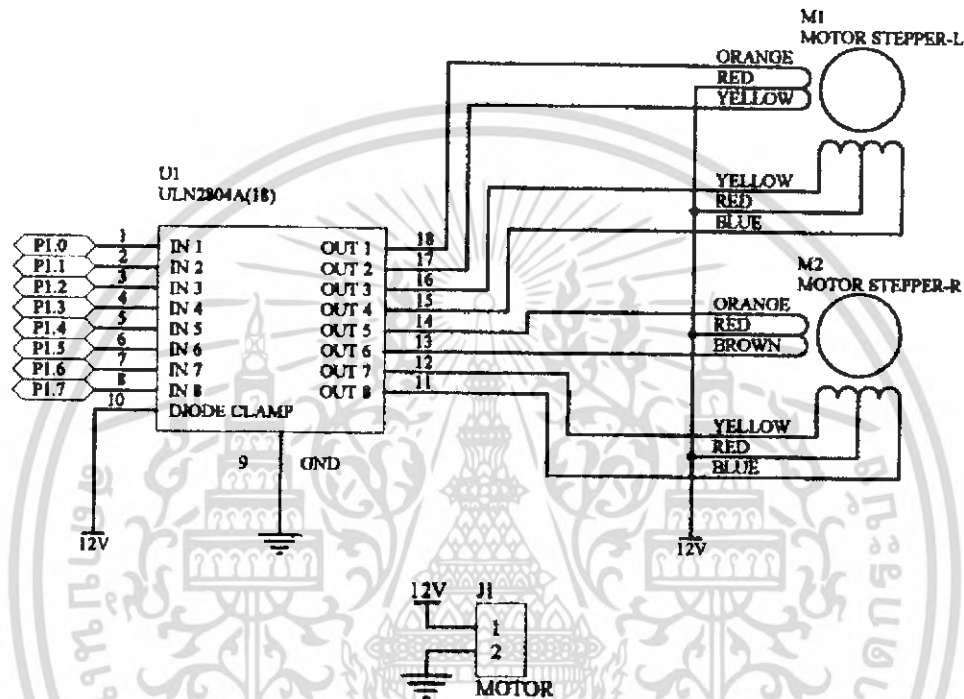 M1
MOTOR STEPPER-L
ORANGE
RED
YELLOW
YELLOW
RED
BLUE
U1
ULN2804A(18)
P1.0 1 IN 1 OUT 1 18
P1.1 2 IN 2 OUT 2 17
P1.2 3 IN 3 OUT 3 16
P1.3 4 IN 4 OUT 4 15
P1.4 5 IN 5 OUT 5 14
P1.5 6 IN 6 OUT 6 13
P1.6 7 IN 7 OUT 7 12
P1.7 8 IN 8 OUT 8 11
10 DIODE CLAMP
9 GND
12V
M2
MOTOR STEPPER-R
ORANGE
RED
BROWN
YELLOW
RED
BLUE
12V
12V
J1
1
2
MOTOR